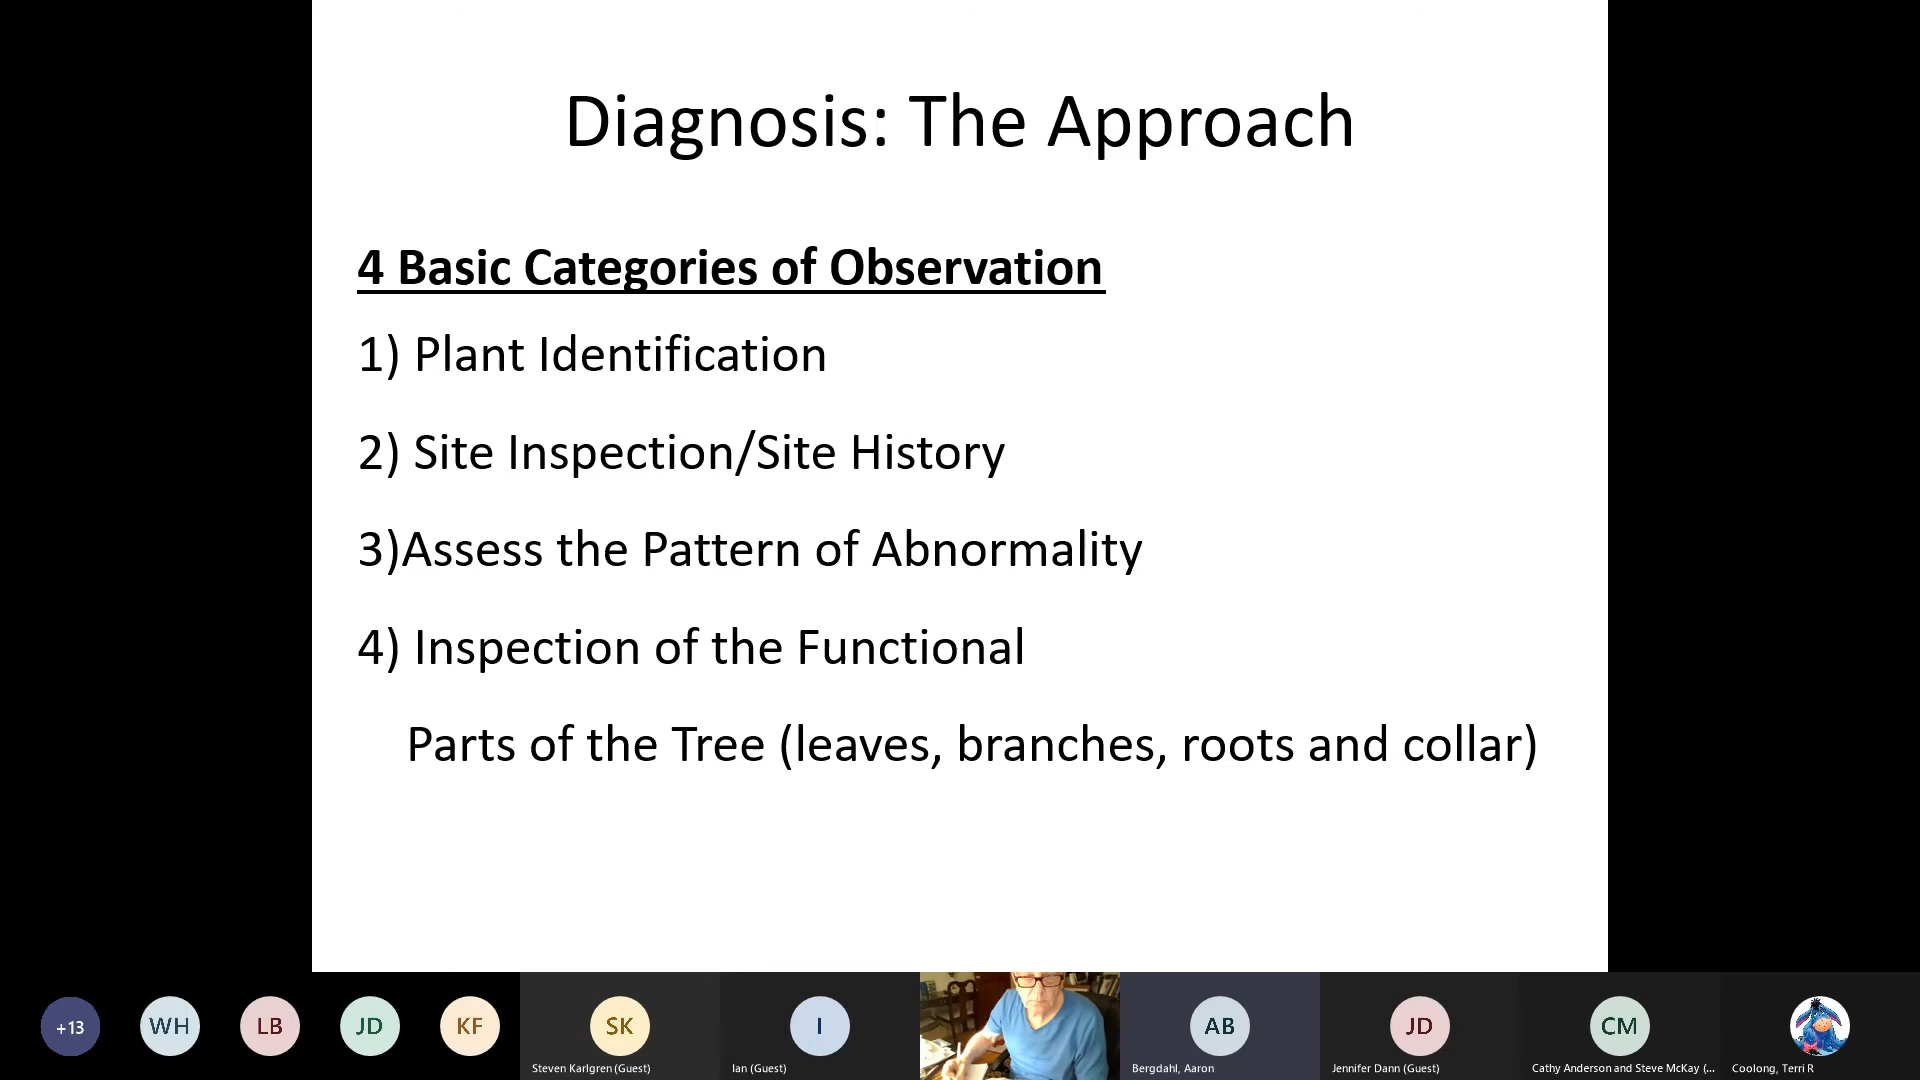 Diagnosis: The Approach
4 Basic Categories of Observation
1) Plant Identification
2) Site Inspection/Site History
3)Assess the Pattern of Abnormality
4) Inspection of the Functional
Parts of the Tree (leaves, branches, roots and collar)
+13
WH
LB
JD
KF
SK
Steven Karlgren (Guest)
I
Ian (Guest)
AB
Bergdahl, Aaron
JD
Jennifer Dann (Guest)
CM
Cathy Anderson and Steve McKay (...
Coolong, Terri R